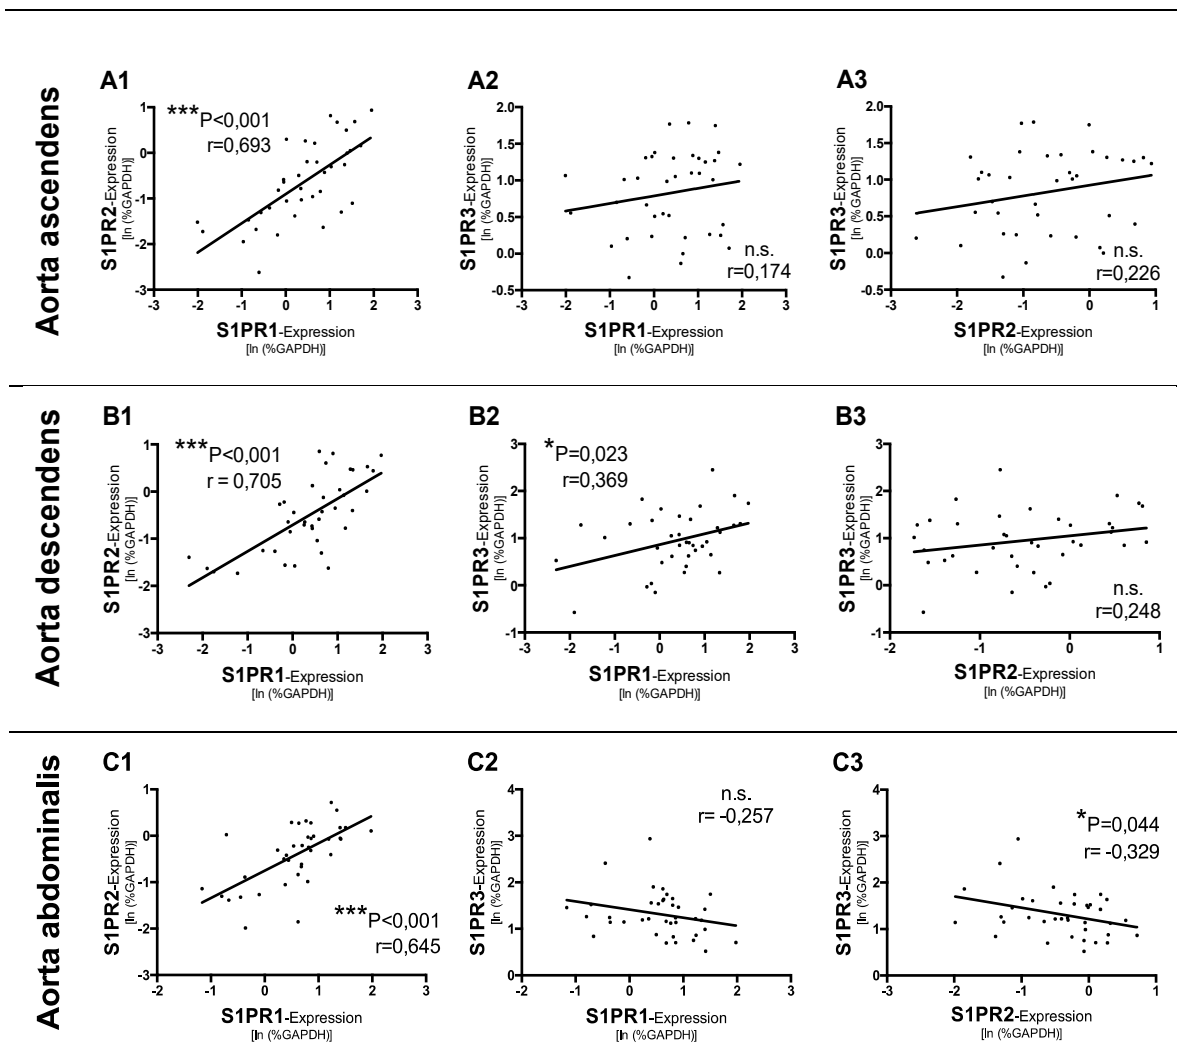 Aorta ascendens
A1
***P<0,001
r=0,693
1
0
-1
-2
-3
S1PR2-Expression
[ln (%GAPDH)]
-3 -2 -1 0 1 2 3
S1PR1-Expression
[ln (%GAPDH)]
A2
2.0
1.5
1.0
0.5
0.0
-0.5
S1PR3-Expression
[ln (%GAPDH)]
n.s.
r=0,174
-3 -2 -1 0 1 2 3
S1PR1-Expression
[ln (%GAPDH)]
A3
2.0
1.5
1.0
0.5
0.0
-0.5
S1PR3-Expression
[ln (%GAPDH)]
n.s.
r=0,226
-3 -2 -1 0 1
S1PR2-Expression
[ln (%GAPDH)]
Aorta descendens
B1
***P<0,001
r = 0,705
1
0
-1
-2
-3
S1PR2-Expression
[ln (%GAPDH)]
-3 -2 -1 0 1 2 3
S1PR1-Expression
[ln (%GAPDH)]
B2
*P=0,023
r=0,369
3
2
1
0
-1
S1PR3-Expression
[ln (%GAPDH)]
-3 -2 -1 0 1 2 3
S1PR1-Expression
[ln (%GAPDH)]
B3
3
2
1
0
-1
S1PR3-Expression
[ln (%GAPDH)]
n.s.
r=0,248
-2 -1 0 1
S1PR2-Expression
[ln (%GAPDH)]
Aorta abdominalis
C1
1
0
-1
-2
-3
S1PR2-Expression
[ln (%GAPDH)]
***P<0,001
r=0,645
-2 -1 0 1 2 3
S1PR1-Expression
[ln (%GAPDH)]
C2
n.s.
r= -0,257
4
3
2
1
0
S1PR3-Expression
[ln (%GAPDH)]
-2 -1 0 1 2 3
S1PR1-Expression
[ln (%GAPDH)]
C3
*P=0,044
r= -0,329
4
3
2
1
0
S1PR3-Expression
[ln (%GAPDH)]
-2 -1 0 1
S1PR2-Expression
[ln (%GAPDH)]